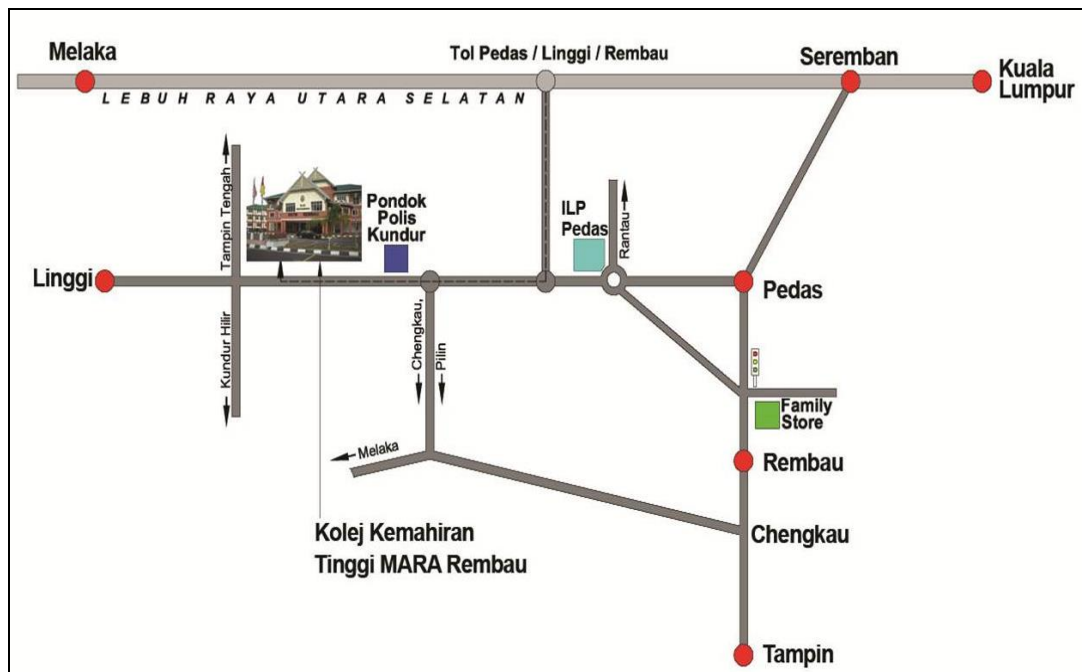 Melaka
Tol Pedas / Linggi / Rembau
Seremban
Kuala
Lumpur
LEBUH RAYA UTARA SELATAN
Tampin Tengah
Pondok
Polis
Kundur
ILP
Pedas
Rantau
Linggi
Pedas
Kundur Hilir
Chengkau,
Pilin
Family
Store
Melaka
Rembau
Kolej Kemahiran
Tinggi MARA Rembau
Chengkau
Tampin